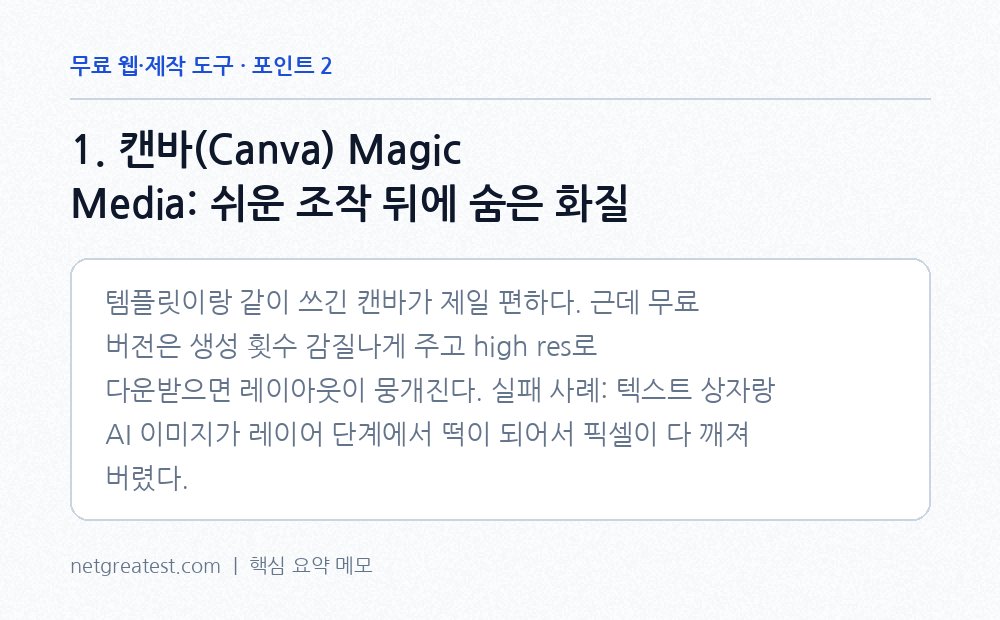 무료 웹·제작 도구 · 포인트 2
1. 캔바(Canva) Magic
Media: 쉬운 조작 뒤에 숨은 화질
템플릿이랑 같이 쓰긴 캔바가 제일 편하다. 근데 무료
버전은 생성 횟수 감질나게 주고 high res로
다운받으면 레이아웃이 뭉개진다. 실패 사례: 텍스트 상자랑
AI 이미지가 레이어 단계에서 떡이 되어서 픽셀이 다 깨져
버렸다.
netgreatest.com | 핵심 요약 메모